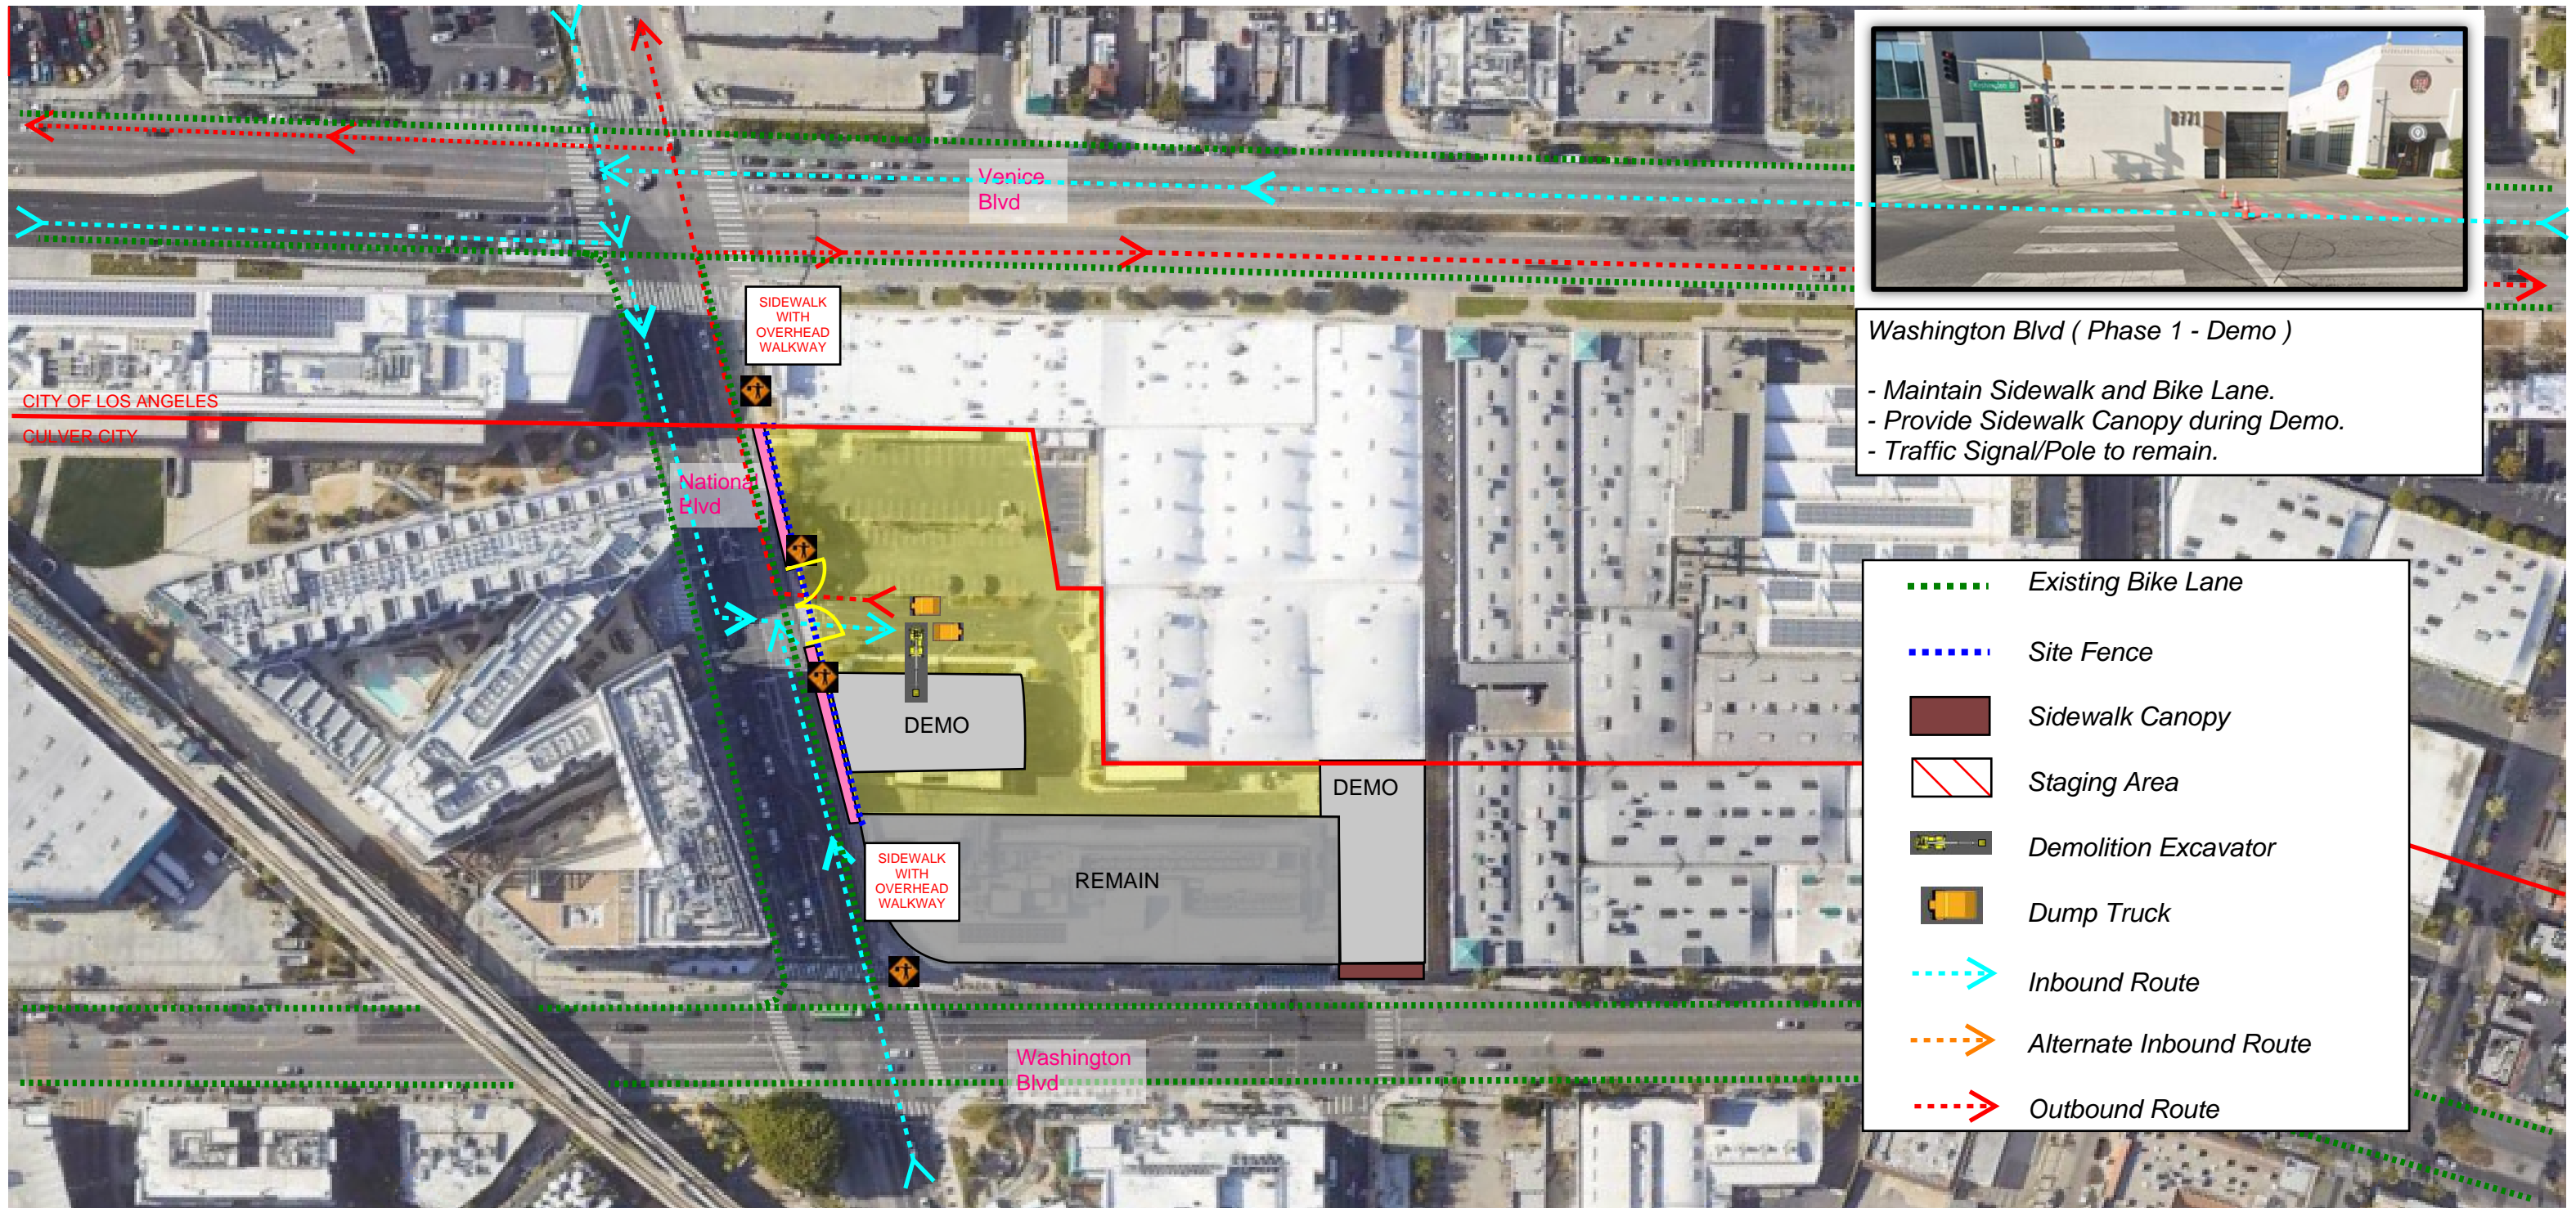 Venice
Blvd
SIDEWALK
WITH
OVERHEAD
WALKWAY
8771
Washington Blvd ( Phase 1 - Demo )
- Maintain Sidewalk and Bike Lane.
- Provide Sidewalk Canopy during Demo.
- Traffic Signal/Pole to remain.
CITY OF LOS ANGELES
CULVER CITY
National
Blvd
DEMO
DEMO
REMAIN
SIDEWALK
WITH
OVERHEAD
WALKWAY
Washington
Blvd
Existing Bike Lane
Site Fence
Sidewalk Canopy
Staging Area
Demolition Excavator
Dump Truck
Inbound Route
Alternate Inbound Route
Outbound Route